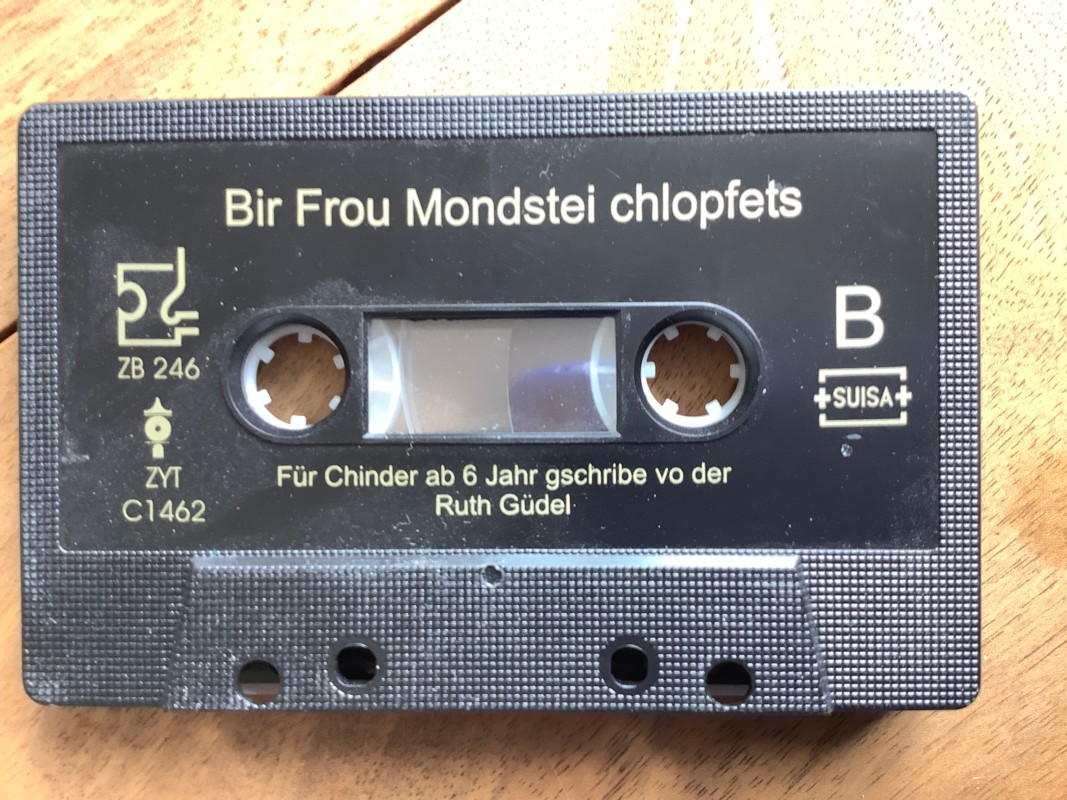 Bir Frou Mondstei chlopfets
ZB 246
ZYT
C1462
B
+SUISA+
Für Chinder ab 6 Jahr gschribe vo der
Ruth Güdel